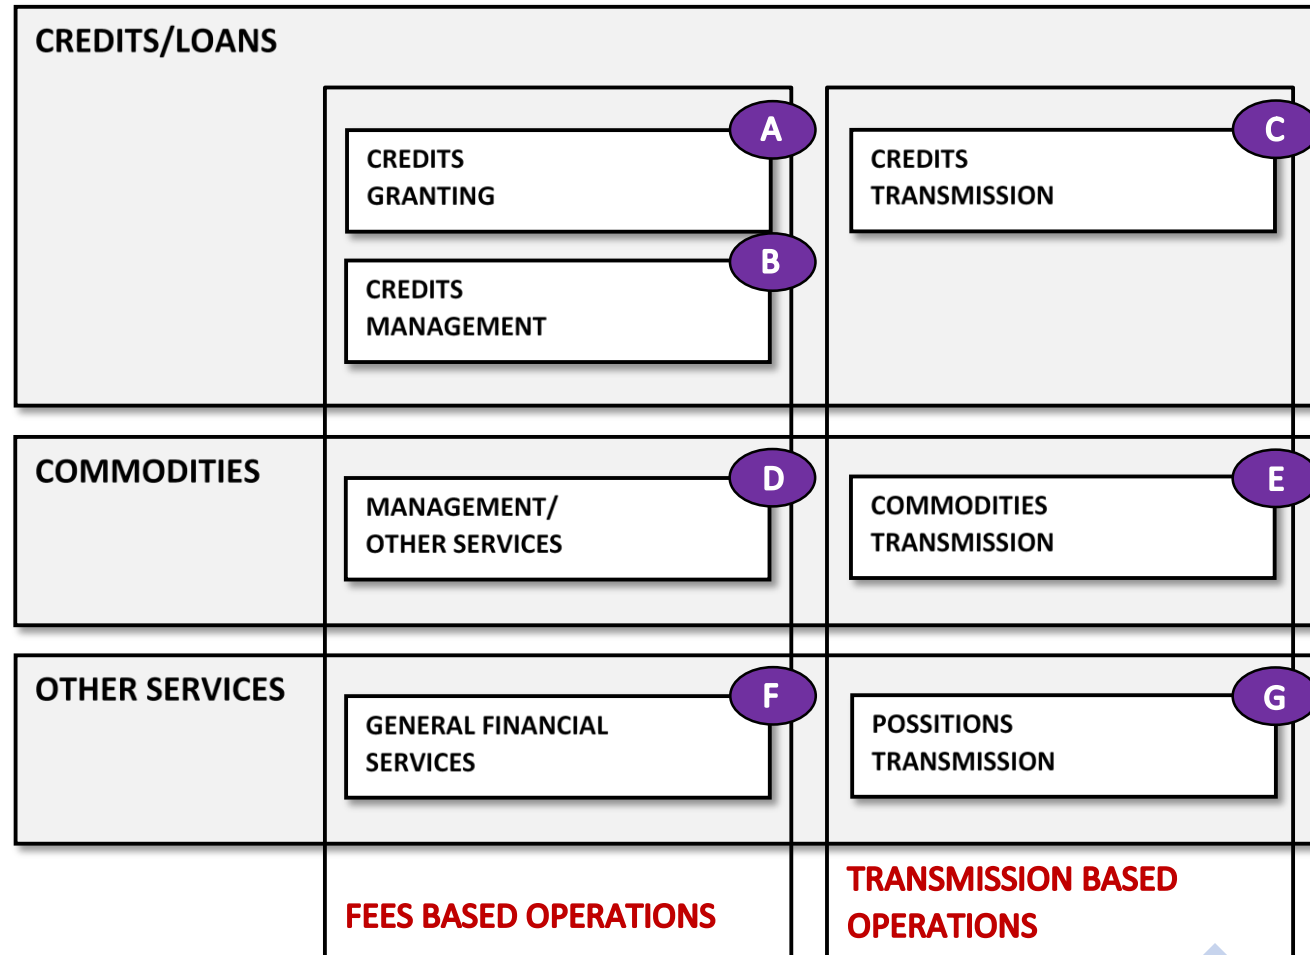 CREDITS/LOANS
A
CREDITS
GRANTING
C
CREDITS
TRANSMISSION
B
CREDITS
MANAGEMENT
COMMODITIES
D
MANAGEMENT/
OTHER SERVICES
E
COMMODITIES
TRANSMISSION
OTHER SERVICES
F
GENERAL FINANCIAL
SERVICES
G
POSSITIONS
TRANSMISSION
FEES BASED OPERATIONS
TRANSMISSION BASED
OPERATIONS